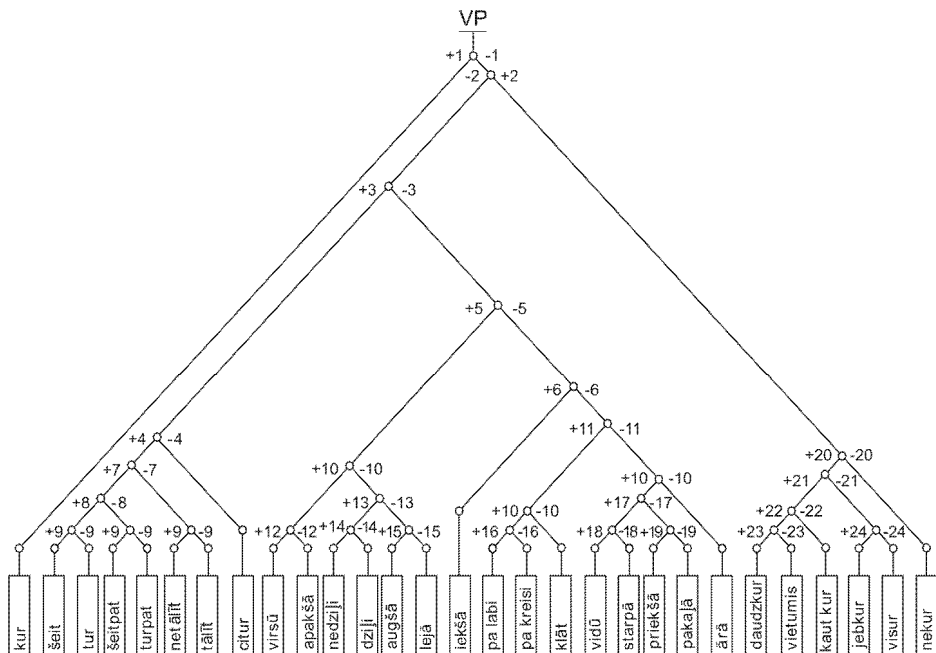 VP
+1 -1
-2 +2
+3 -3
+5 -5
+6 -6
+11 -11
+4 -4
+20 -20
+7 -7
+10 -10
+10 -10
+21 -21
+8 -8
+13 -13
+17 -17
+10 -10
+22 -22
+9 -9 +9 -9 +9 -9 +12 -12 +14 -14 +15 -15 +16 -16 +18 -18 +19 -19 +23 -23 +24 -24
kur
šeit
tur
šeitpat
turpat
netālīt
tālīt
citur
virsū
apakšā
nedziļi
dziļi
augšā
lejā
iekšā
pa labi
pa kreisi
klāt
vidū
starpā
priekšā
pakaļā
ārā
daudzkur
vietumis
kaut kur
jebkur
visur
nekur